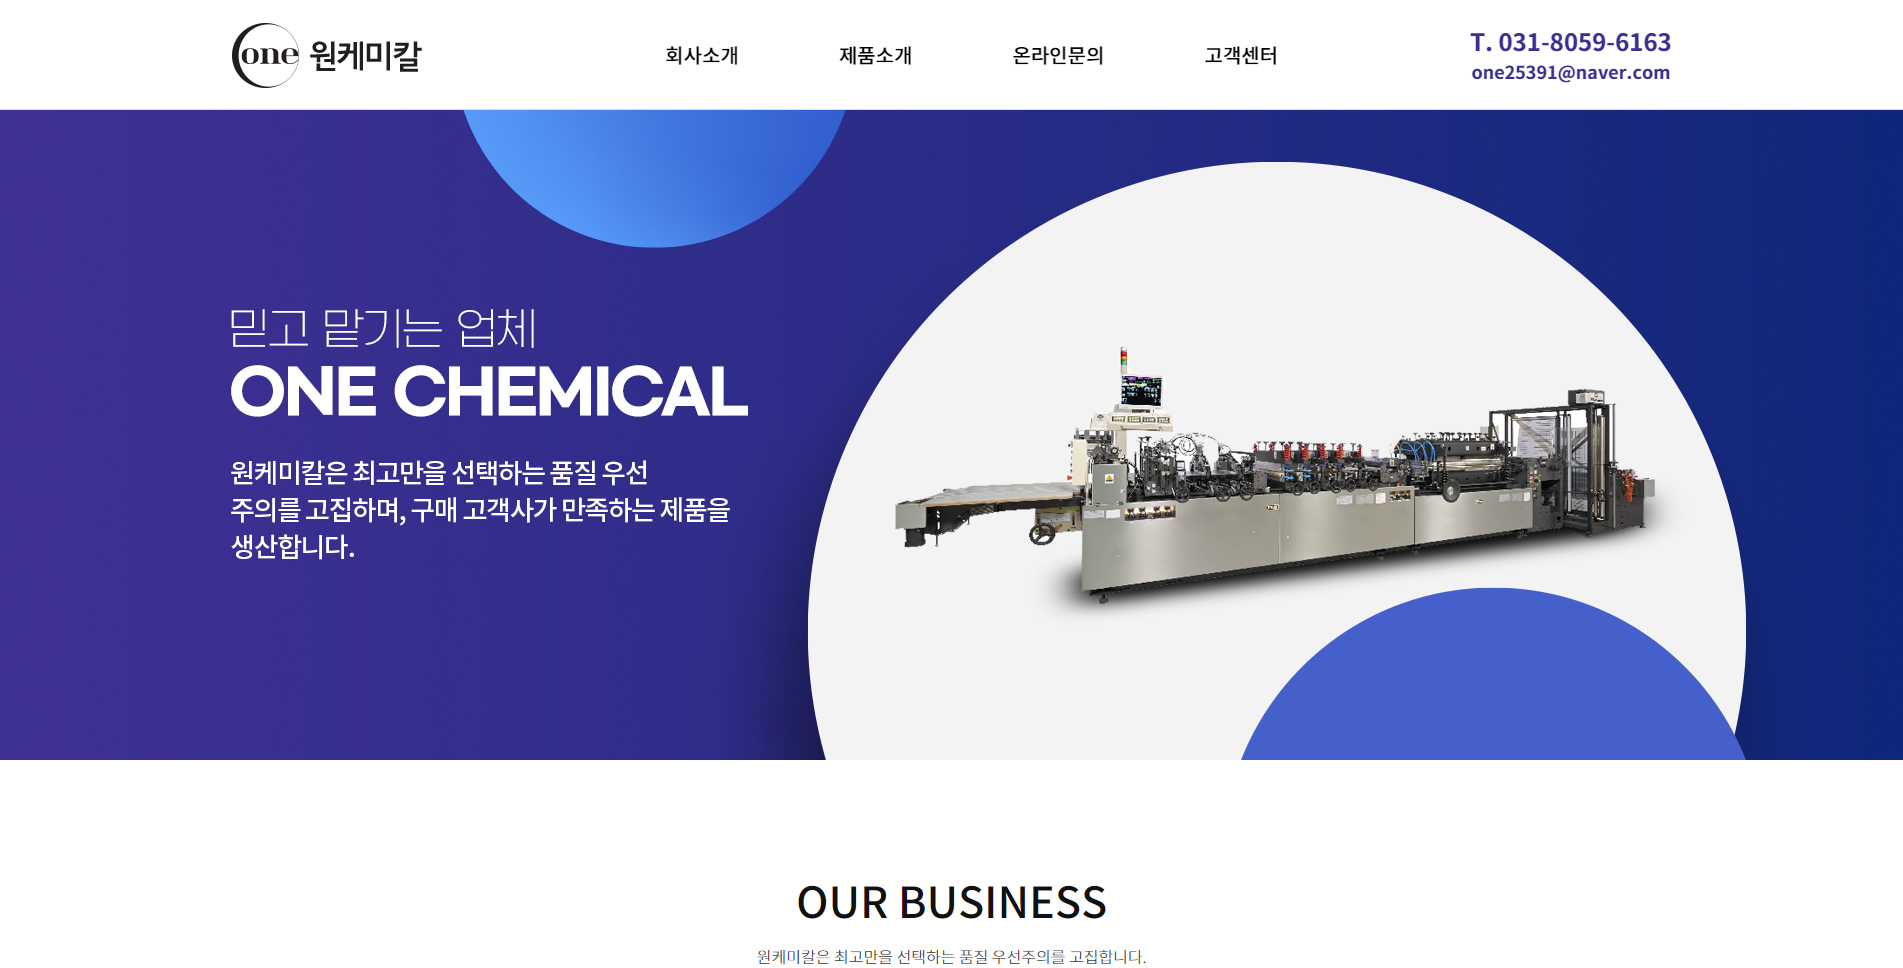 one 원케미칼
회사소개
제품소개
온라인문의
고객센터
T. 031-8059-6163
one25391@naver.com
믿고 맡기는 업체
ONE CHEMICAL
원케미칼은 최고만을 선택하는 품질 우선
주의를 고집하며, 구매 고객사가 만족하는 제품을
생산합니다.
OUR BUSINESS
원케미칼은 최고만을 선택하는 품질 우선주의를 고집합니다.